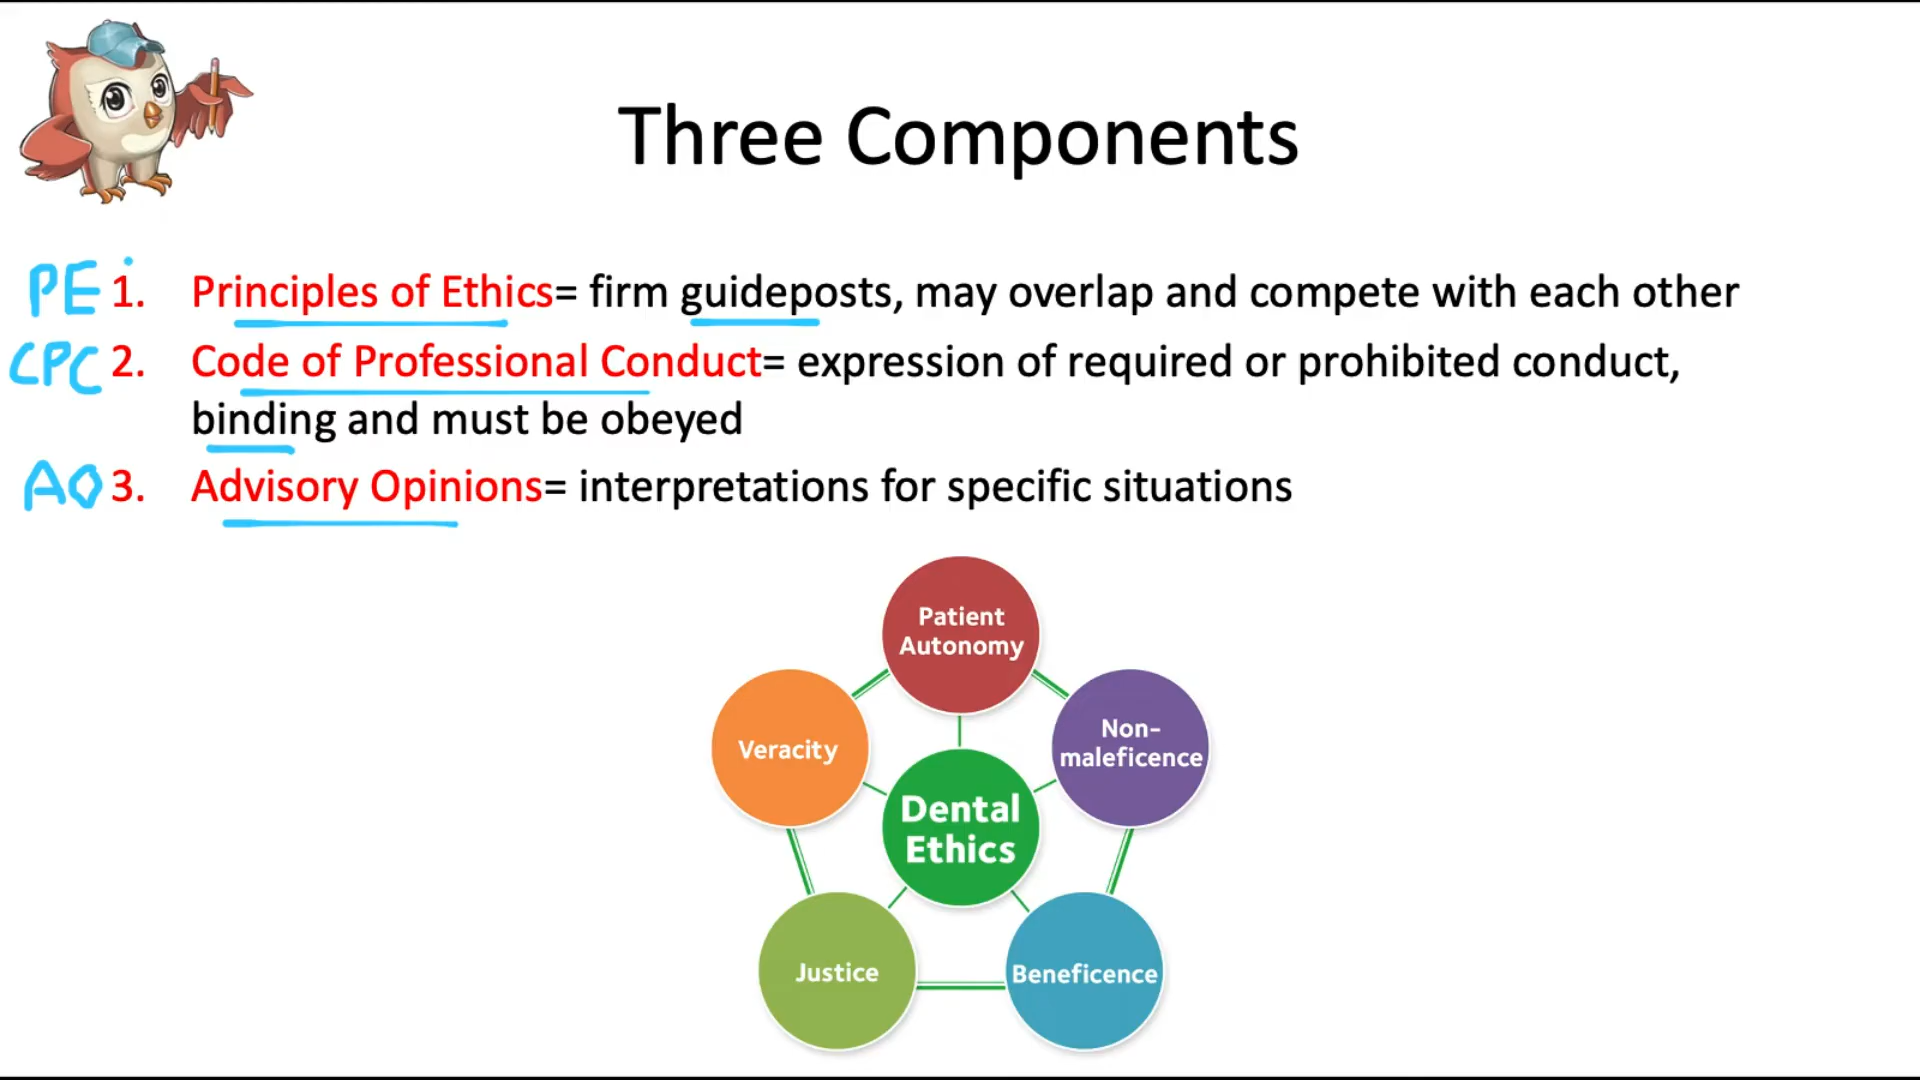 Three Components
PE 1. Principles of Ethics= firm guideposts, may overlap and compete with each other
CPC 2. Code of Professional Conduct= expression of required or prohibited conduct,
binding and must be obeyed
AO 3. Advisory Opinions= interpretations for specific situations
Patient
Autonomy
Veracity
Non-
maleficence
Dental
Ethics
Justice
Beneficence